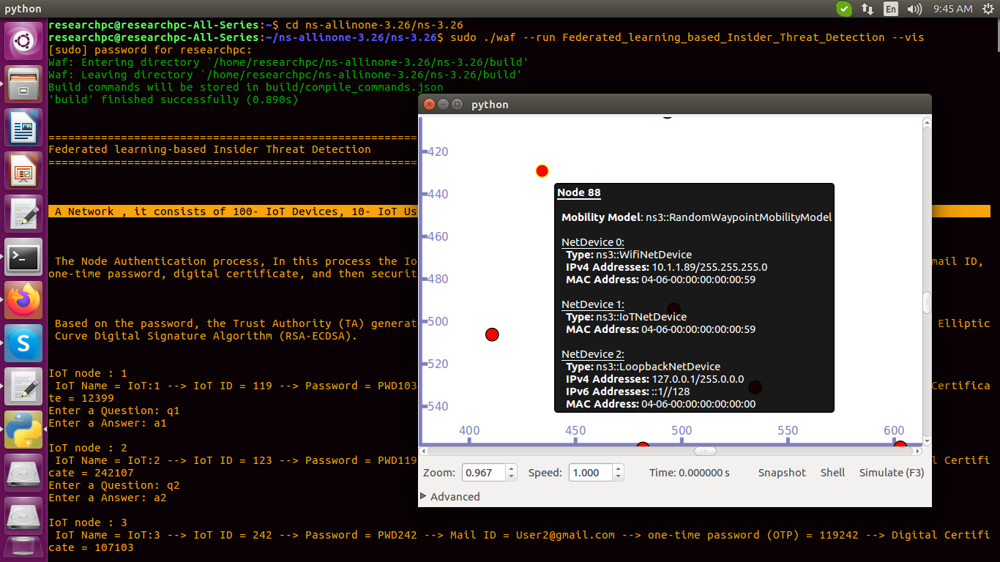 python
En
9:45 AM
researchpc@researchpc-All-Series:~$ cd ns-allinone-3.26/ns-3.26
researchpc@researchpc-All-Series:~/ns-allinone-3.26/ns-3.26$ sudo ./waf --run Federated_learning_based_Insider_Threat_Detection --vis
[sudo] password for researchpc:
Waf: Entering directory `/home/researchpc/ns-allinone-3.26/ns-3.26/build'
Waf: Leaving directory `/home/researchpc/ns-allinone-3.26/ns-3.26/build'
Build commands will be stored in build/compile_commands.json
'build' finished successfully (0.890s)
========================================================
Federated learning-based Insider Threat Detection
========================================================
A Network , it consists of 100- IoT Devices, 10- IoT Us
The Node Authentication process, In this process the Io
mail ID,
one-time password, digital certificate, and then securit
Based on the password, the Trust Authority (TA) generat
Elliptic
Curve Digital Signature Algorithm (RSA-ECDSA).
IoT node : 1
IoT Name = IoT:1 --> IoT ID = 119 --> Password = PWD103
Certifica
te = 12399
Enter a Question: q1
Enter a Answer: a1
IoT node : 2
IoT Name = IoT:2 --> IoT ID = 123 --> Password = PWD119
l Certifi
cate = 242107
Enter a Question: q2
Enter a Answer: a2
IoT node : 3
IoT Name = IoT:3 --> IoT ID = 242 --> Password = PWD242 --> Mail ID = User2@gmail.com --> one-time password (OTP) = 119242 --> Digital Certifi
cate = 107103
python
420
440
460
480
500
520
540
400
450
500
550
600
Node 88
Mobility Model: ns3::RandomWaypointMobilityModel
NetDevice 0:
Type: ns3::WifiNetDevice
IPv4 Addresses: 10.1.1.89/255.255.255.0
MAC Address: 04-06-00:00:00:00:00:59
NetDevice 1:
Type: ns3::IoTNetDevice
MAC Address: 04-06-00:00:00:00:00:59
NetDevice 2:
Type: ns3::LoopbackNetDevice
IPv4 Addresses: 127.0.0.1/255.0.0.0
IPv6 Addresses: ::1//128
MAC Address: 04-06-00:00:00:00:00:00
Zoom: 0.967 Speed: 1.000 Time: 0.000000 s Snapshot Shell Simulate (F3)
Advanced